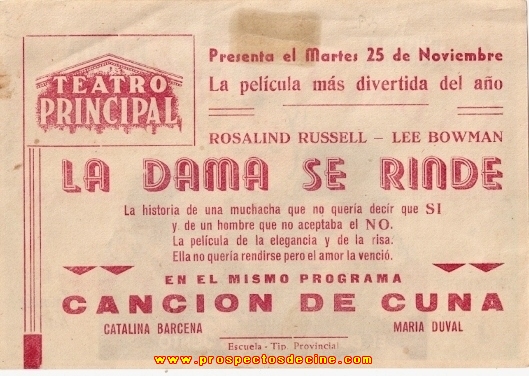 TEATRO
PRINCIPAL
Presenta el Martes 25 de Noviembre
La película más divertida del año
ROSALIND RUSSELL - LEE BOWMAN
LA DAMA SE RINDE
La historia de una muchacha que no quería decír que SI
y de un hombre que no aceptaba el NO.
La película de la elegancia y de la risa.
Ella no quería rendirse pero el amor la venció.
EN EL MISMO PROGRAMA
CANCION DE CUNA
CATALINA BARCENA MARIA DUVAL
Escuela - Tip. Provincial
www.prospectosdecine.com